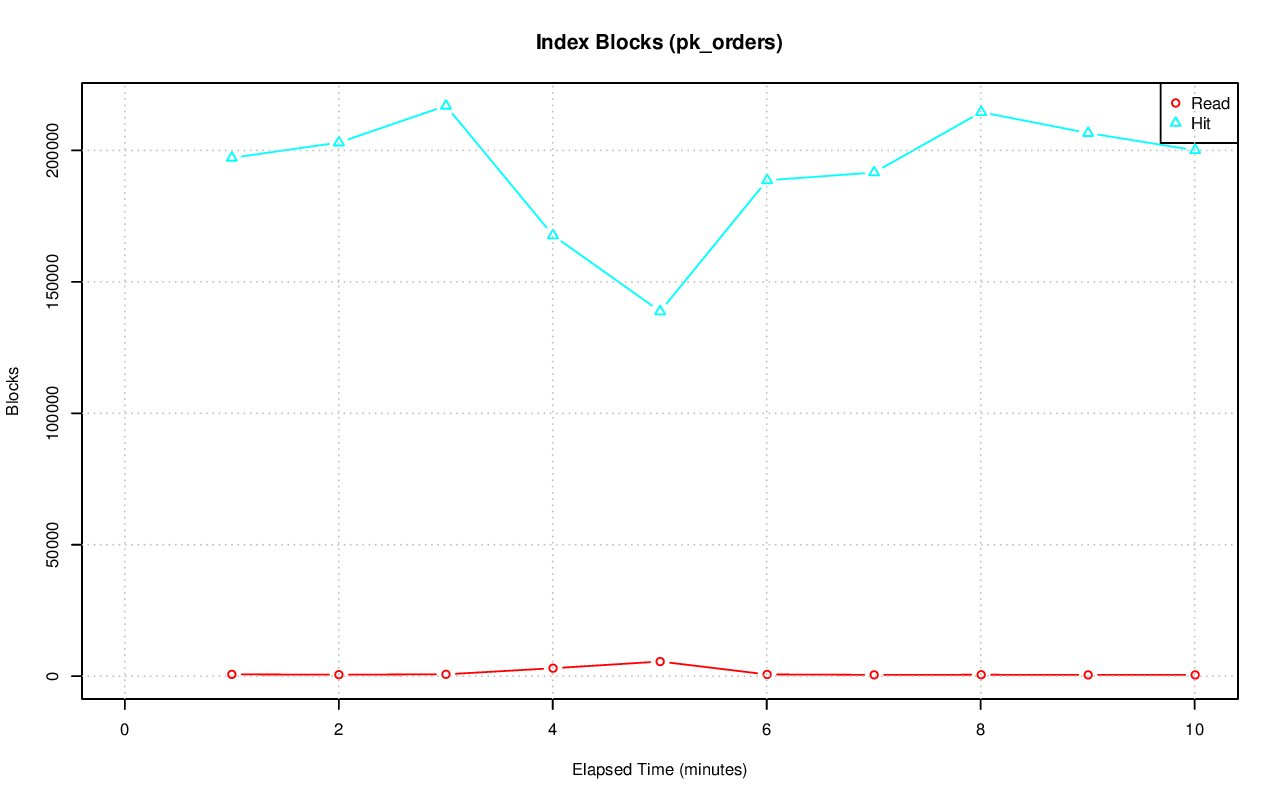 Index Blocks (pk_orders)
Read
Hit
200000
150000
100000
50000
0
Blocks
0 2 4 6 8 10
Elapsed Time (minutes)